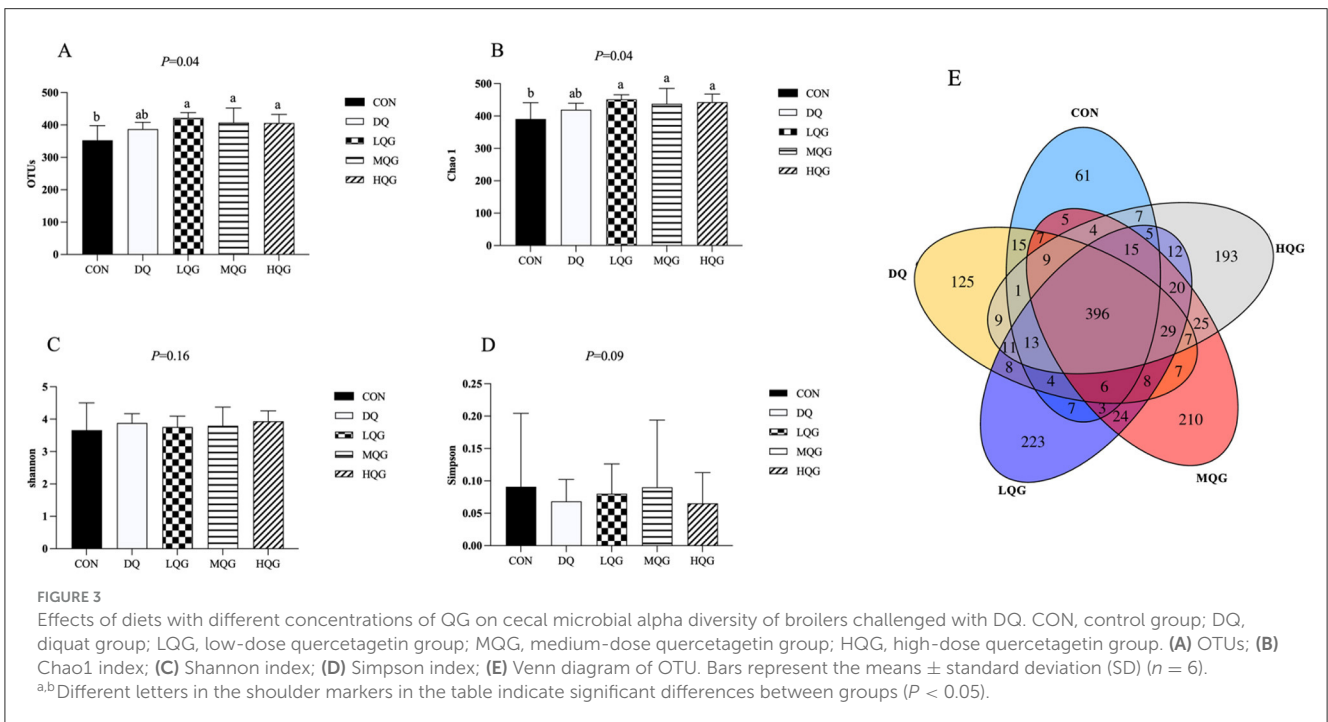 A
P=0.04
OTUs
500
400
300
200
100
0
b
ab
a
a
a
CON
DQ
LQG
MQG
HQG
CON
DQ
LQG
MQG
HQG
B
P=0.04
Chao 1
500
400
300
200
100
0
b
ab
a
a
a
CON
DQ
LQG
MQG
HQG
CON
DQ
LQG
MQG
HQG
C
P=0.16
shannon
5
4
3
2
1
0
CON
DQ
LQG
MQG
HQG
CON
DQ
LQG
MQG
HQG
D
P=0.09
Simpson
0.25
0.20
0.15
0.10
0.05
0.00
CON
DQ
LQG
MQG
HQG
CON
DQ
LQG
MQG
HQG
E
CON
61
5
7
4
5
15
7
12
193
HQG
9
15
DQ
125
1
20
396
9
29
25
7
11
13
8
4
6
8
7
7
3
24
223
210
LQG
MQG
FIGURE 3
Effects of diets with different concentrations of QG on cecal microbial alpha diversity of broilers challenged with DQ. CON, control group; DQ,
diquat group; LQG, low-dose quercetagetin group; MQG, medium-dose quercetagetin group; HQG, high-dose quercetagetin group. (A) OTUs; (B)
Chao1 index; (C) Shannon index; (D) Simpson index; (E) Venn diagram of OTU. Bars represent the means ± standard deviation (SD) (n = 6).
a,bDifferent letters in the shoulder markers in the table indicate significant differences between groups (P < 0.05).